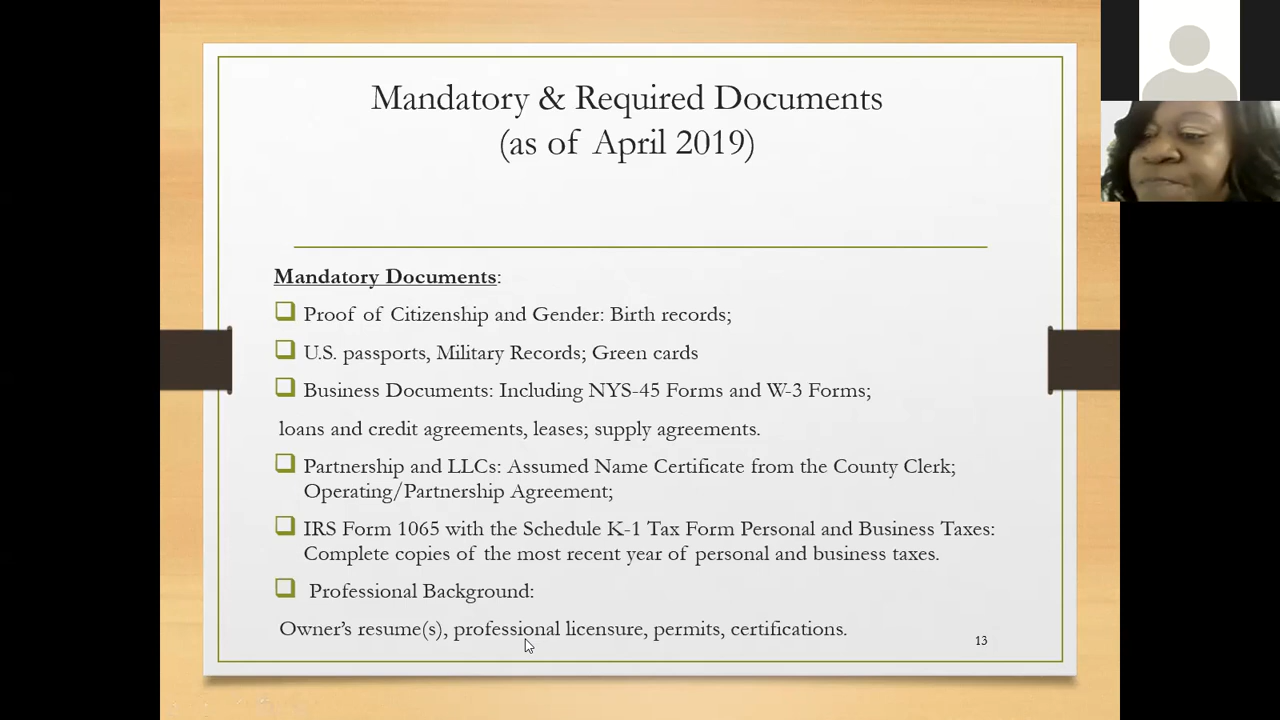 Mandatory & Required Documents
(as of April 2019)
Mandatory Documents:
Proof of Citizenship and Gender: Birth records;
U.S. passports, Military Records; Green cards
Business Documents: Including NYS-45 Forms and W-3 Forms;
loans and credit agreements, leases; supply agreements.
Partnership and LLCs: Assumed Name Certificate from the County Clerk;
Operating/Partnership Agreement;
IRS Form 1065 with the Schedule K-1 Tax Form Personal and Business Taxes:
Complete copies of the most recent year of personal and business taxes.
Professional Background:
Owner's resume(s), professional licensure, permits, certifications.
13